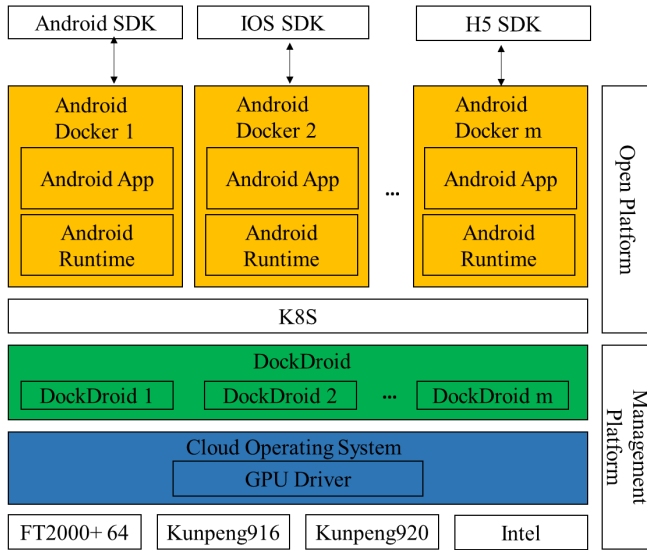 Android SDK
IOS SDK
H5 SDK
Android
Docker 1
Android App
Android
Runtime
Android
Docker 2
Android App
Android
Runtime
...
Android
Docker m
Android App
Android
Runtime
Open Platform
K8S
DockDroid
DockDroid 1
DockDroid 2
...
DockDroid m
Management
Platform
Cloud Operating System
GPU Driver
FT2000+ 64
Kunpeng916
Kunpeng920
Intel